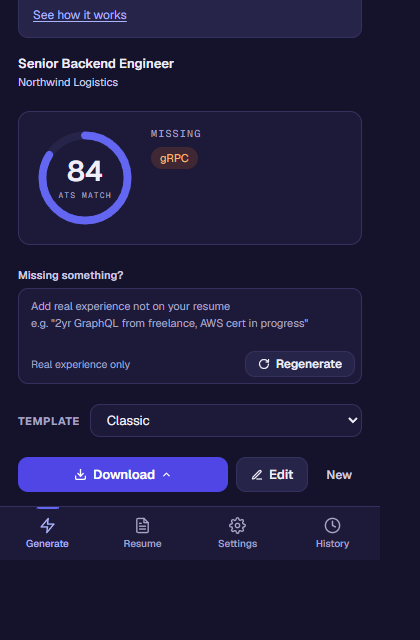 See how it works
Senior Backend Engineer
Northwind Logistics
84
ATS MATCH
MISSING
gRPC
Missing something?
Add real experience not on your resume
e.g. "2yr GraphQL from freelance, AWS cert in progress"
Real experience only
Regenerate
TEMPLATE
Classic
Download
Edit
New
Generate
Resume
Settings
History